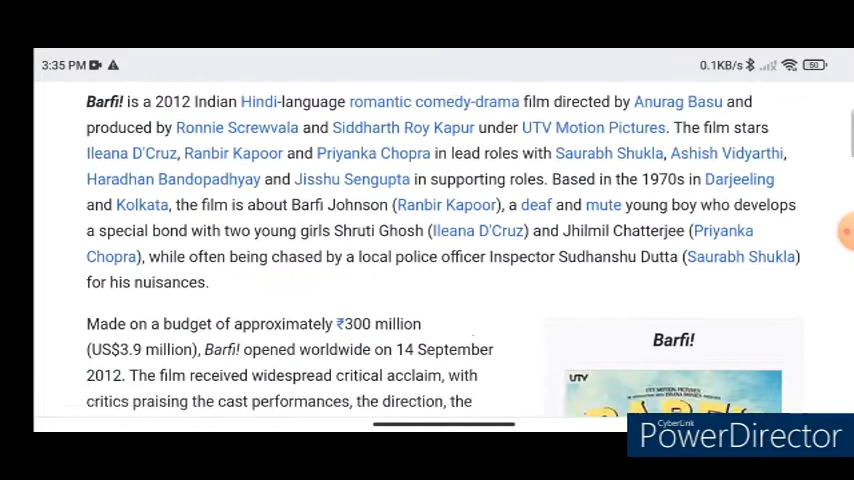 3:35 PM
0.1KB/s
50
Barfi! is a 2012 Indian Hindi-language romantic comedy-drama film directed by Anurag Basu and
produced by Ronnie Screwvala and Siddharth Roy Kapur under UTV Motion Pictures. The film stars
Ileana D'Cruz, Ranbir Kapoor and Priyanka Chopra in lead roles with Saurabh Shukla, Ashish Vidyarthi,
Haradhan Bandopadhyay and Jisshu Sengupta in supporting roles. Based in the 1970s in Darjeeling
and Kolkata, the film is about Barfi Johnson (Ranbir Kapoor), a deaf and mute young boy who develops
a special bond with two young girls Shruti Ghosh (Ileana D'Cruz) and Jhilmil Chatterjee (Priyanka
Chopra), while often being chased by a local police officer Inspector Sudhanshu Dutta (Saurabh Shukla)
for his nuisances.
Made on a budget of approximately ₹300 million
(US$3.9 million), Barfi! opened worldwide on 14 September
2012. The film received widespread critical acclaim, with
critics praising the cast performances, the direction, the
Barfi!
UTV
UTV MOTION PICTURES
CyberLink
PowerDirector